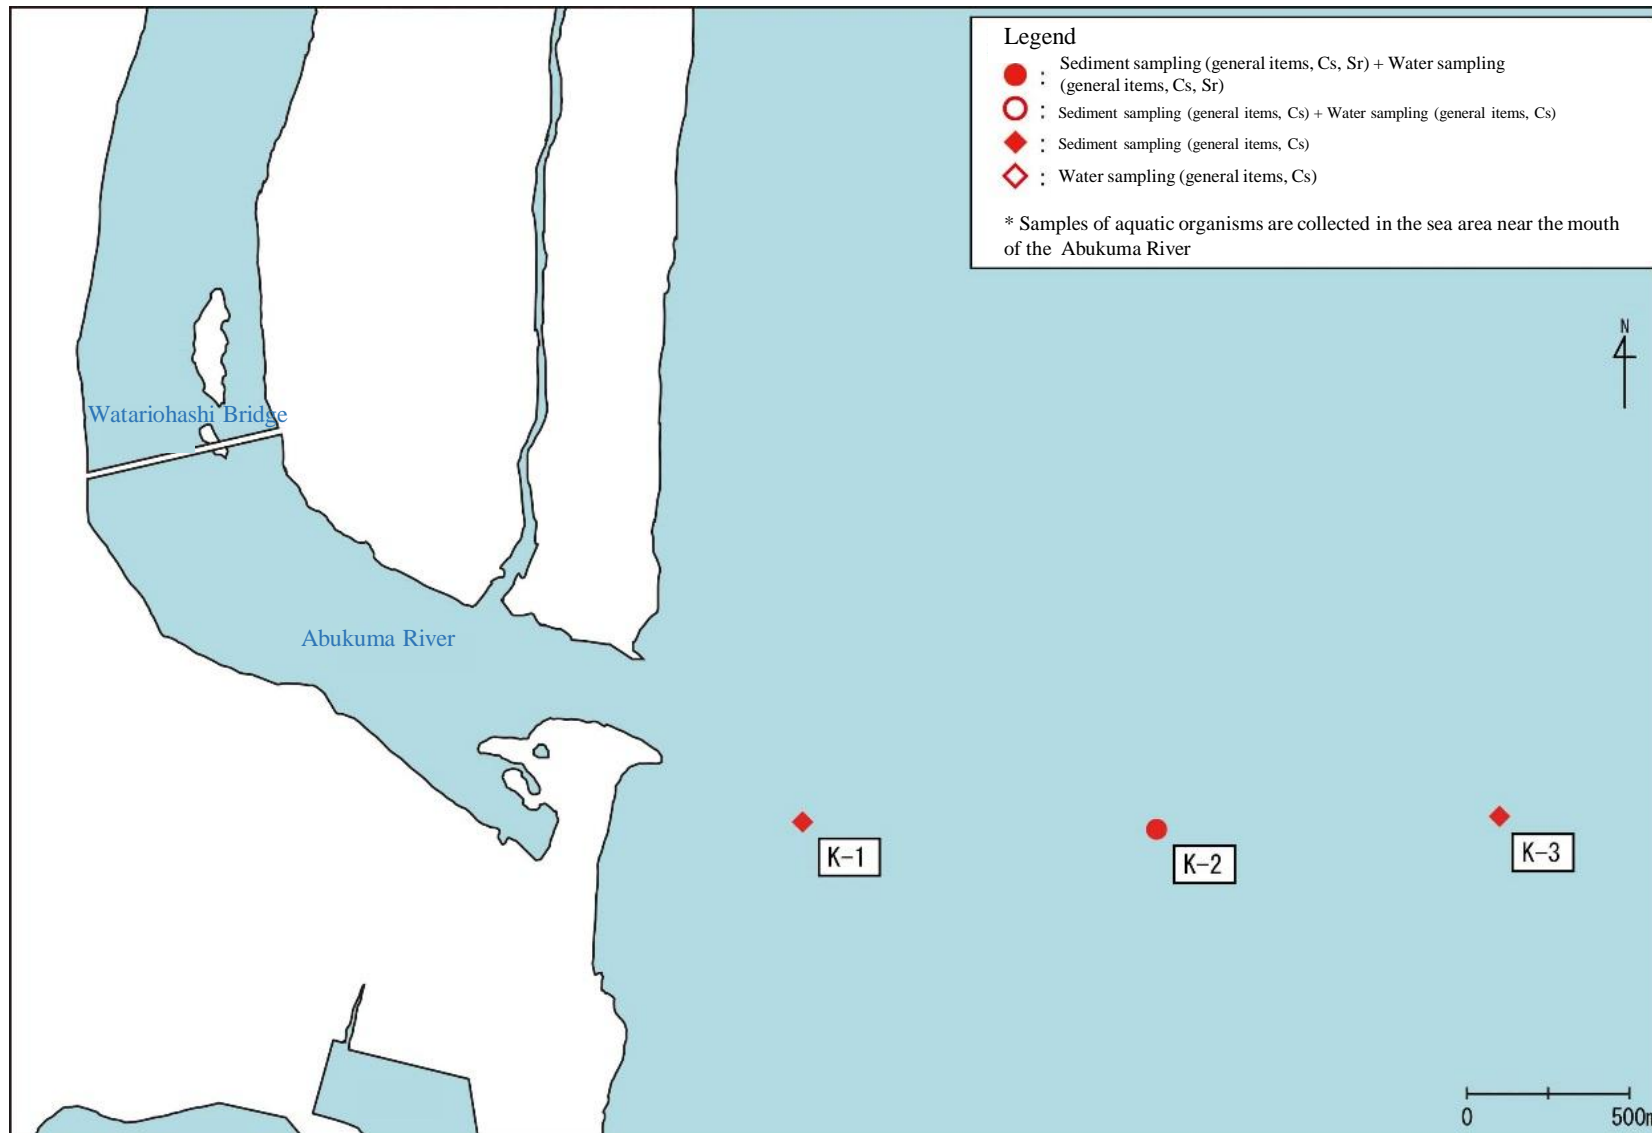 Legend
: Sediment sampling (general items, Cs, Sr) + Water sampling
(general items, Cs, Sr)
: Sediment sampling (general items, Cs) + Water sampling (general items, Cs)
: Sediment sampling (general items, Cs)
: Water sampling (general items, Cs)
* Samples of aquatic organisms are collected in the sea area near the mouth
of the Abukuma River
N
Watariohashi Bridge
Abukuma River
K-1
K-2
K-3
0 500m